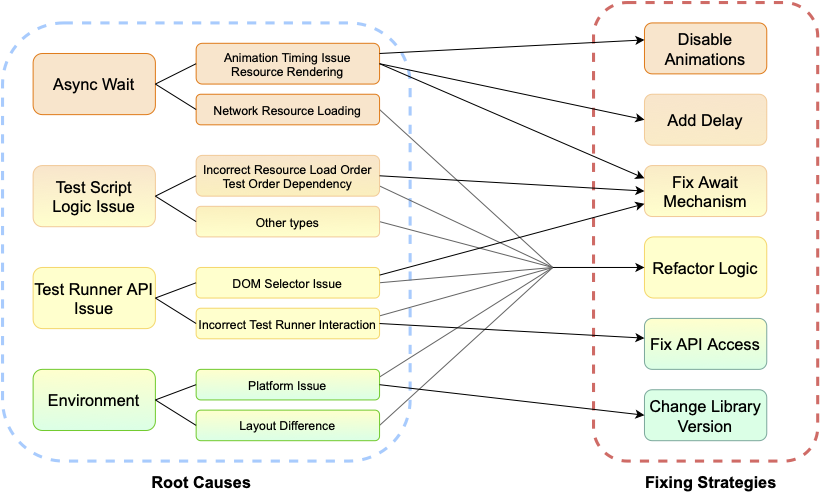 Async Wait
Animation Timing Issue
Resource Rendering
Network Resource Loading
Test Script
Logic Issue
Incorrect Resource Load Order
Test Order Dependency
Other types
Test Runner API
Issue
DOM Selector Issue
Incorrect Test Runner Interaction
Environment
Platform Issue
Layout Difference
Root Causes
Disable
Animations
Add Delay
Fix Await
Mechanism
Refactor Logic
Fix API Access
Change Library
Version
Fixing Strategies